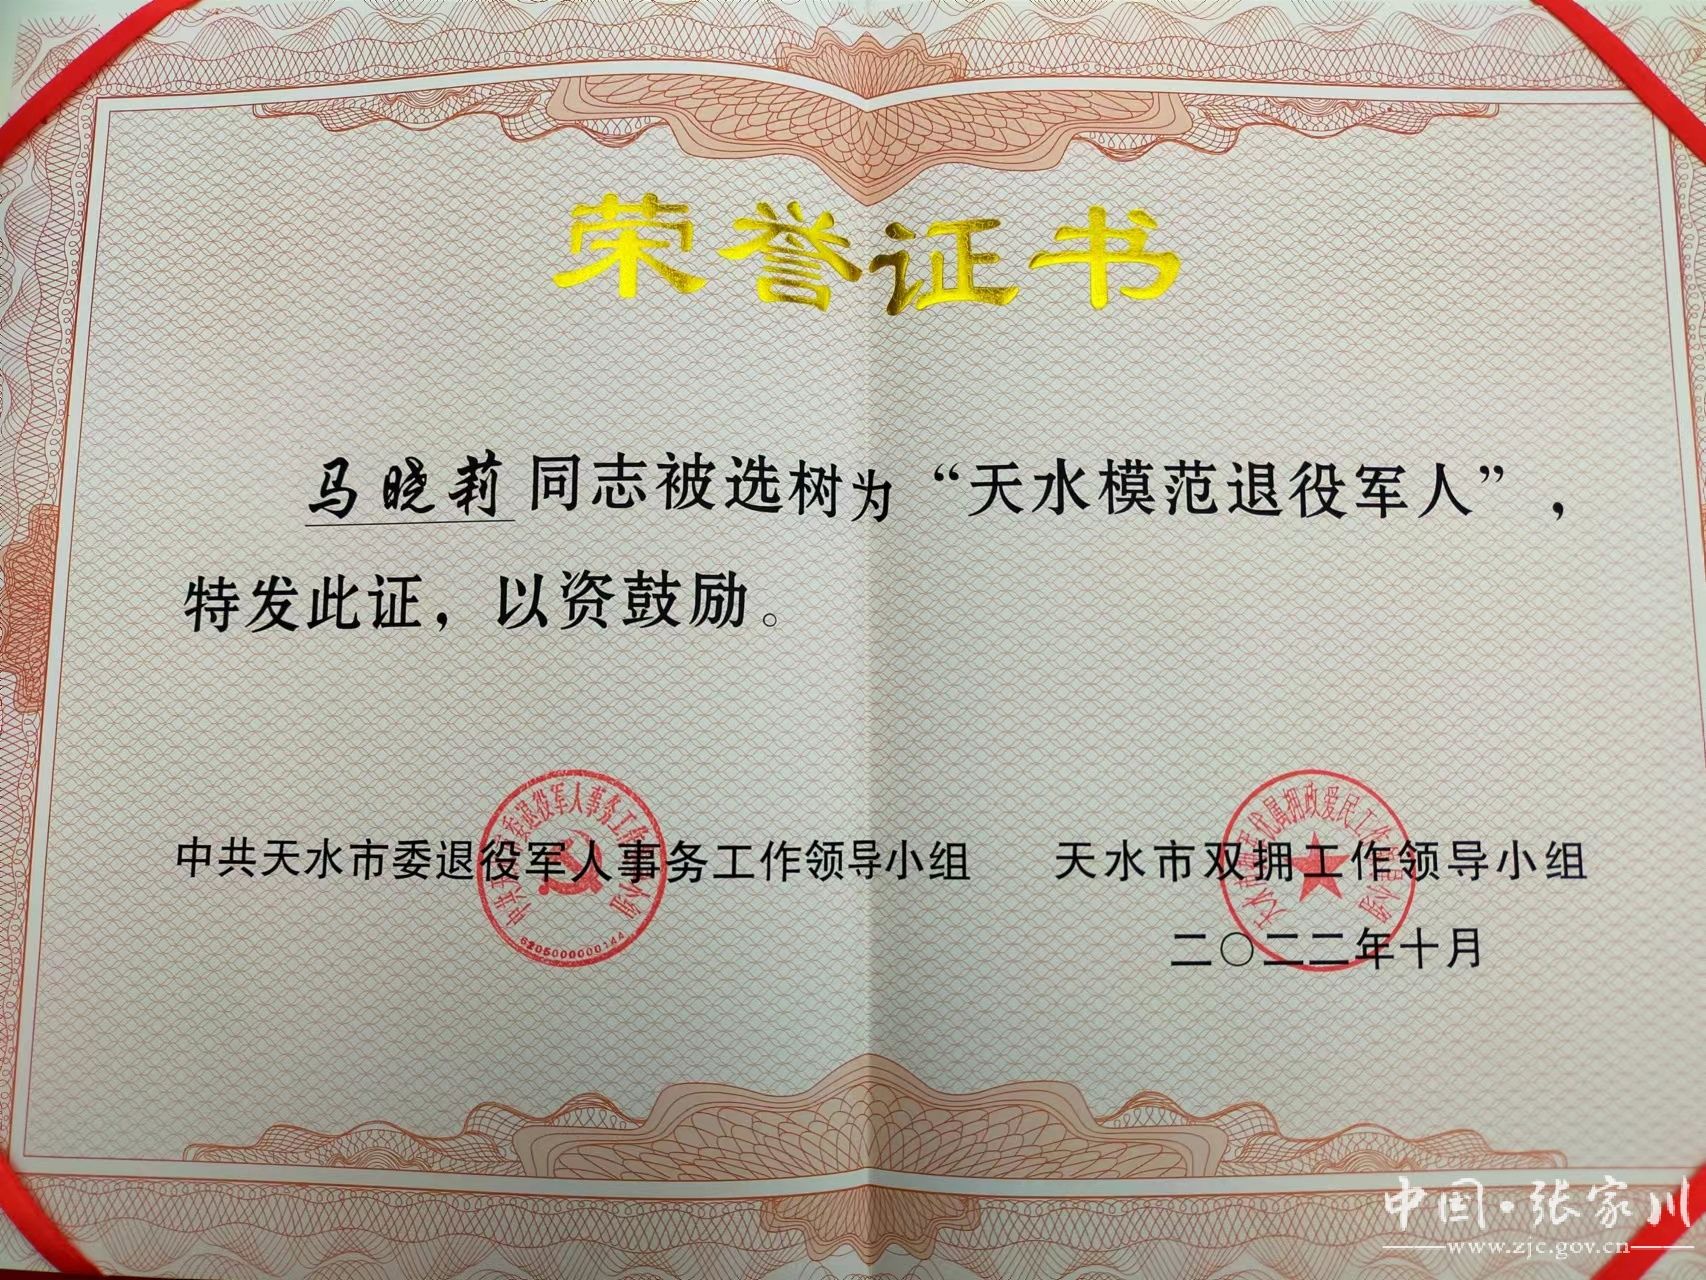 荣誉证书
马晓莉同志被选树为“天水模范退役军人”，
特发此证，以资鼓励。
中共天水市委退役军人事务工作领导小组 天水市双拥工作领导小组
6205000000144
二〇二二年十月
中国·张家川
www.zjc.gov.cn